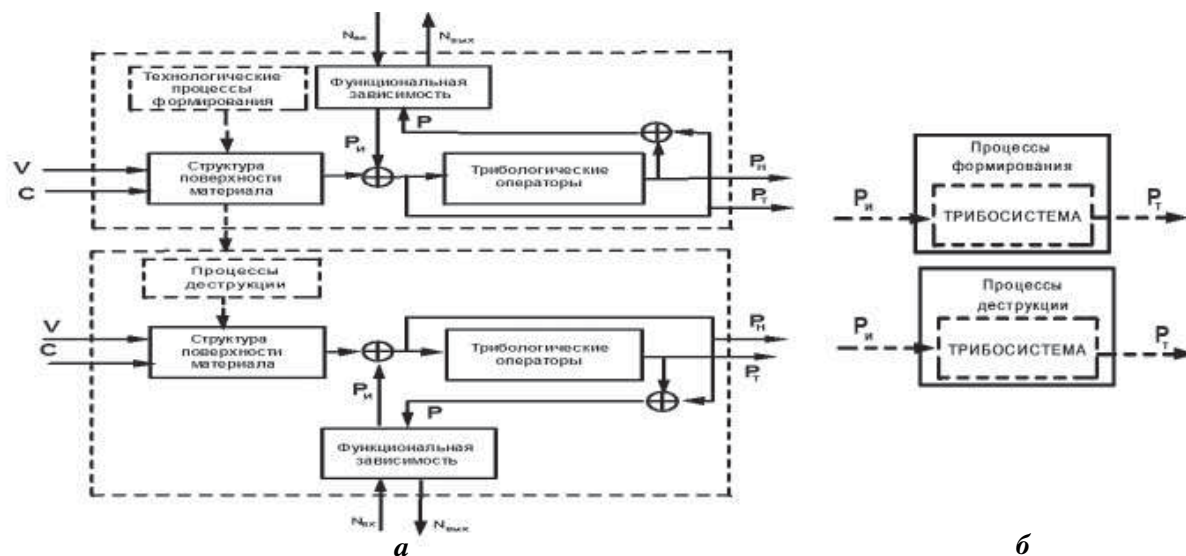 Nвх Nвых
Технологические
процессы
формирования
Функциональная
зависимость
P
Pи
V
C
Структура
поверхности
материала
Трибологические
операторы
Pн
Pт
Процессы
деструкции
V
C
Структура
поверхности
материала
Трибологические
операторы
Pн
Pт
Pи
P
Функциональная
зависимость
Nвх Nвых
а
Процессы
формирования
Pи
ТРИБОСИСТЕМА
Pт
Процессы
деструкции
Pи
ТРИБОСИСТЕМА
Pт
б